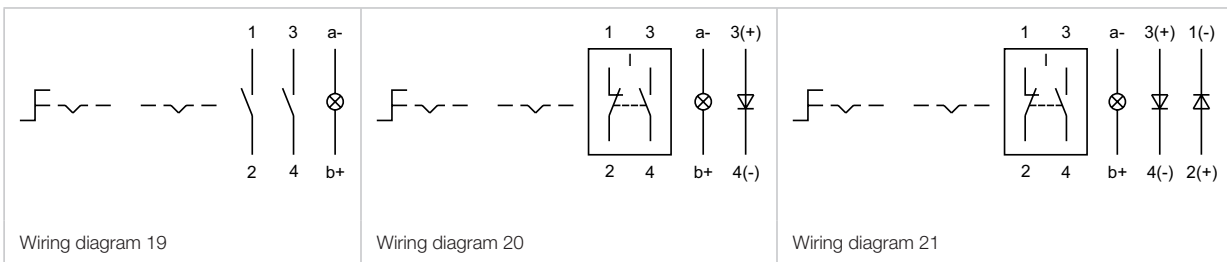 1 3 a-
2 4 b+
Wiring diagram 19
1 3 a- 3(+)
2 4 b+ 4(-)
Wiring diagram 20
1 3 a- 3(+) 1(-)
2 4 b+ 4(-) 2(+)
Wiring diagram 21